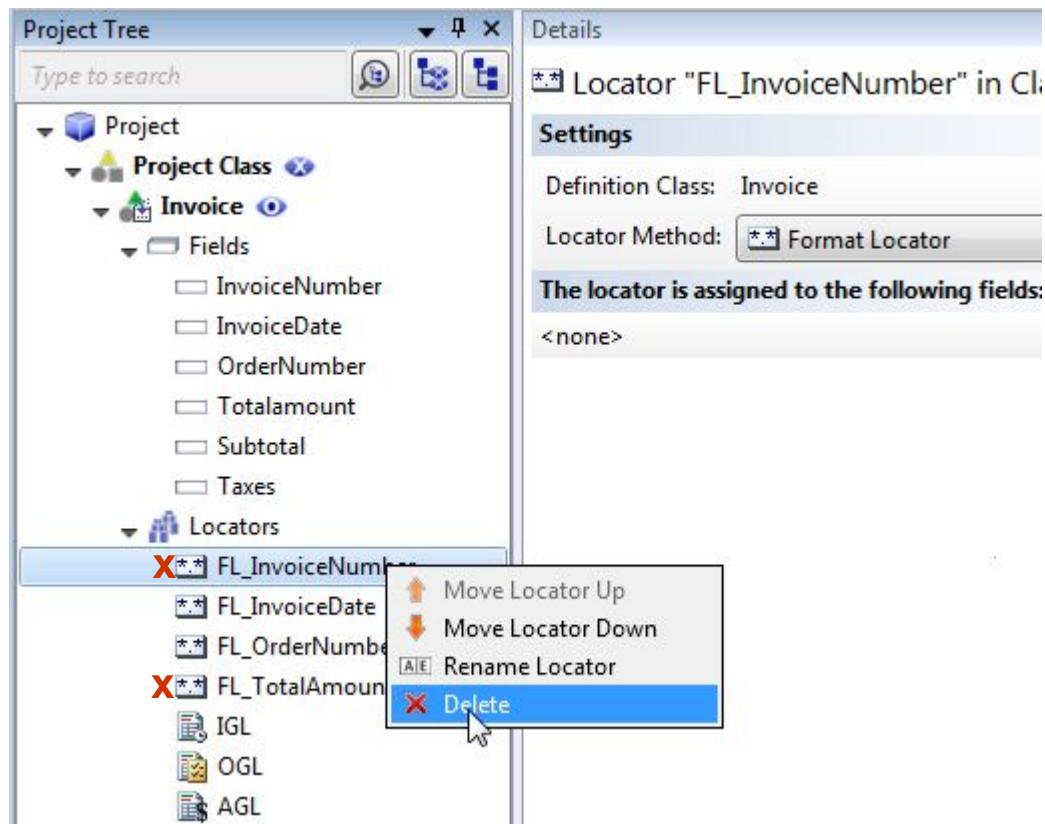 Project Tree
Type to search
Project
Project Class
Invoice
Fields
InvoiceNumber
InvoiceDate
OrderNumber
Totalamount
Subtotal
Taxes
Locators
X *.* FL_InvoiceNumber
*.* FL_InvoiceDate
*.* FL_OrderNumbe
X *.* FL_TotalAmoun
IGL
OGL
AGL
Move Locator Up
Move Locator Down
A E Rename Locator
Delete
Details
*.* Locator "FL_InvoiceNumber" in Cla
Settings
Definition Class: Invoice
Locator Method: *.* Format Locator
The locator is assigned to the following fields:
<none>